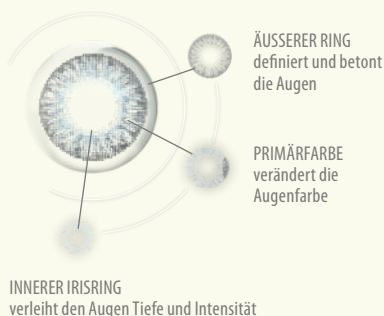 ÄUSSERER RING
definiert und betont
die Augen
PRIMÄRFARBE
verändert die
Augenfarbe
INNERER IRISRING
verleiht den Augen Tiefe und Intensität